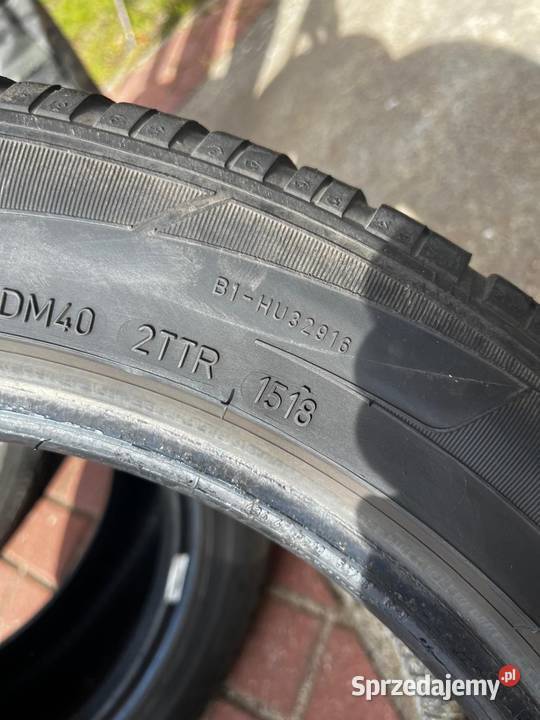 B1-HU32916
DM40 2TTR 1518
Sprzedajemy.pl